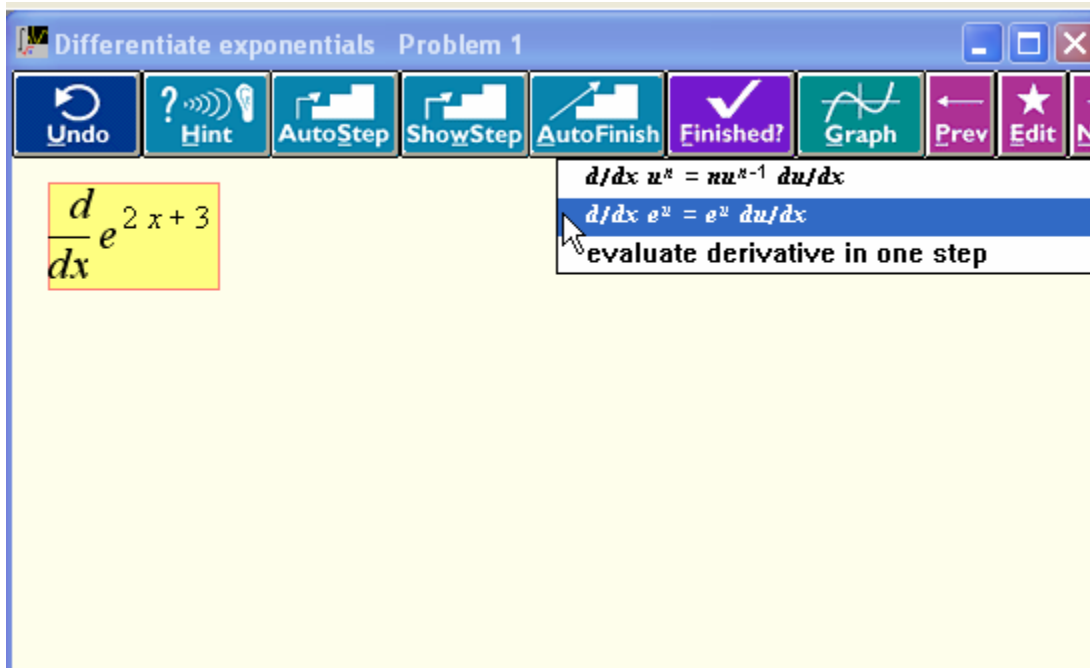 Differentiate exponentials Problem 1
Undo ? Hint AutoStep ShowStep AutoFinish Finished? Graph Prev Edit N
d/dx uⁿ = nuⁿ⁻¹ du/dx
d/dx eᵘ = eᵘ du/dx
evaluate derivative in one step
d/dx e^{2 x + 3}